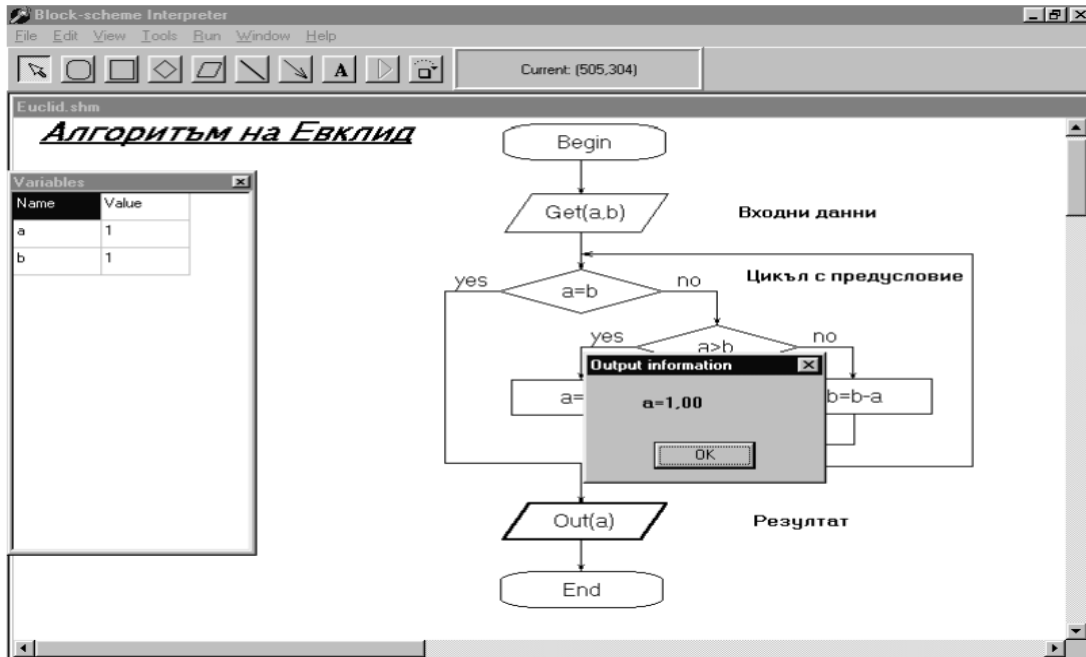 Block-scheme Interpreter
File Edit View Tools Run Window Help
A
Current: (505,304)
Euclid.shm
Алгоритъм на Евклид
Begin
Variables
Name Value
a 1
b 1
Get(a,b)
Входни данни
Цикъл с предусловие
yes
a=b
no
yes
a>b
no
Output information
a=
b=b-a
a=1,00
OK
Out(a)
Резултат
End